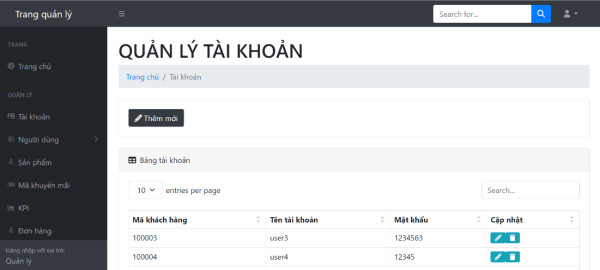 Trang quản lý
Search for...
TRANG
Trang chủ
QUẢN LÝ
Tài khoản
Người dùng
Sản phẩm
Mã khuyến mãi
KPI
Đơn hàng
Đăng nhập với vai trò:
Quản lý
QUẢN LÝ TÀI KHOẢN
Trang chủ / Tài khoản
Thêm mới
Bảng tài khoản
10 entries per page
Search...
Mã khách hàng Tên tài khoản Mật khẩu Cập nhật
100003 user3 1234563
100004 user4 12345